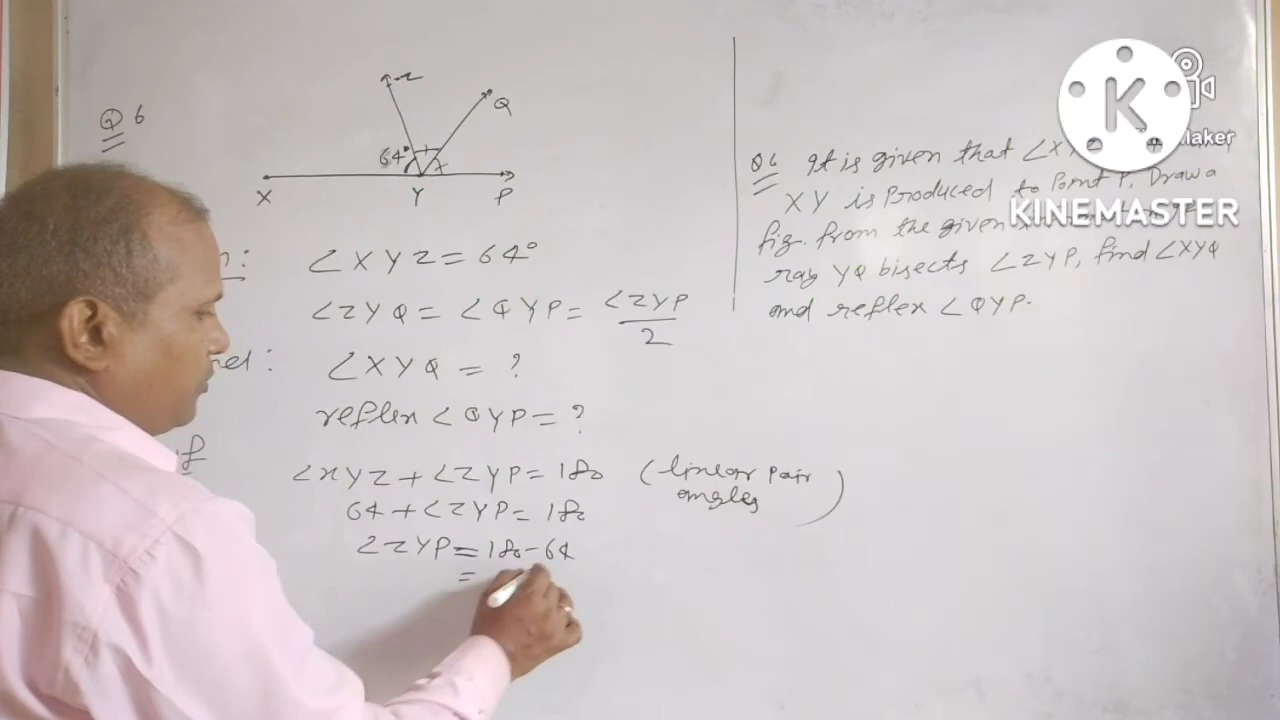 Q 6
Z
Q
64°
X
Y
P
∠XYZ = 64°
∠ZYQ = ∠QYP = ∠ZYP/2
∠XYQ = ?
reflex ∠QYP = ?
∠XYZ + ∠ZYP = 180 (linear pair angles)
64 + ∠ZYP = 180
∠ZYP = 180 - 64
=
Q6 It is given that
XY is Produced to Point P. Draw a
fig. from the given
ray YQ bisects ∠ZYP, find ∠XYQ
and reflex ∠QYP.
K
KINEMASTER